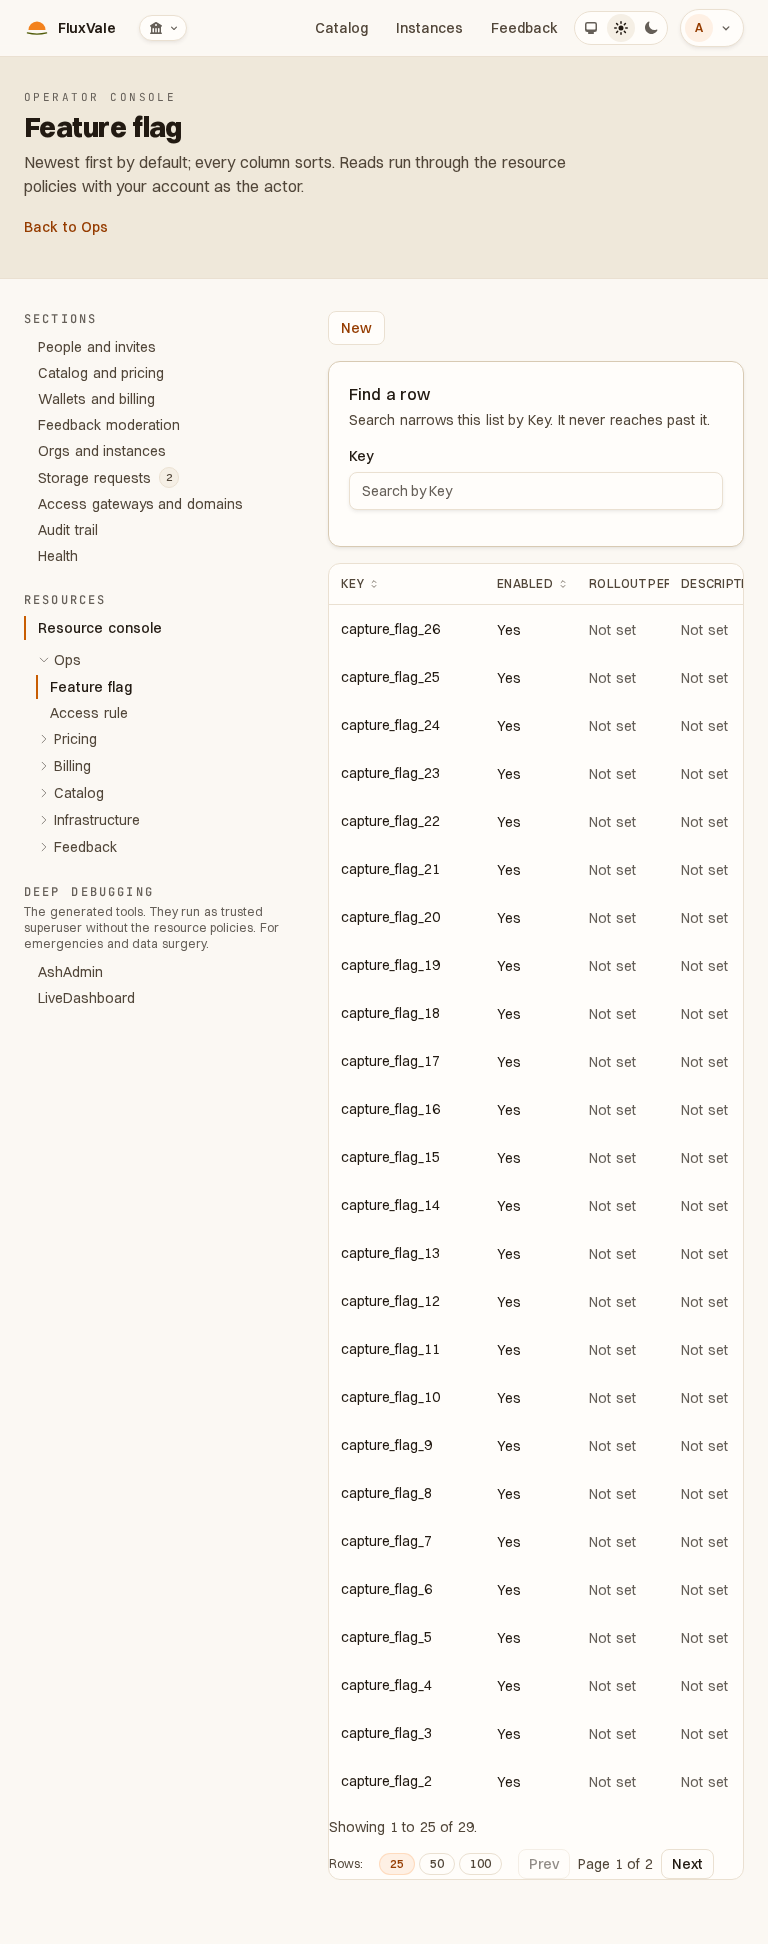 FluxVale
Catalog
Instances
Feedback
A
OPERATOR CONSOLE
Feature flag
Newest first by default; every column sorts. Reads run through the resource
policies with your account as the actor.
Back to Ops
SECTIONS
People and invites
Catalog and pricing
Wallets and billing
Feedback moderation
Orgs and instances
Storage requests 2
Access gateways and domains
Audit trail
Health
RESOURCES
Resource console
Ops
Feature flag
Access rule
Pricing
Billing
Catalog
Infrastructure
Feedback
DEEP DEBUGGING
The generated tools. They run as trusted
superuser without the resource policies. For
emergencies and data surgery.
AshAdmin
LiveDashboard
New
Find a row
Search narrows this list by Key. It never reaches past it.
Key
Search by Key
KEY ENABLED ROLLOUT PER DESCRIPTI
capture_flag_26 Yes Not set Not set
capture_flag_25 Yes Not set Not set
capture_flag_24 Yes Not set Not set
capture_flag_23 Yes Not set Not set
capture_flag_22 Yes Not set Not set
capture_flag_21 Yes Not set Not set
capture_flag_20 Yes Not set Not set
capture_flag_19 Yes Not set Not set
capture_flag_18 Yes Not set Not set
capture_flag_17 Yes Not set Not set
capture_flag_16 Yes Not set Not set
capture_flag_15 Yes Not set Not set
capture_flag_14 Yes Not set Not set
capture_flag_13 Yes Not set Not set
capture_flag_12 Yes Not set Not set
capture_flag_11 Yes Not set Not set
capture_flag_10 Yes Not set Not set
capture_flag_9 Yes Not set Not set
capture_flag_8 Yes Not set Not set
capture_flag_7 Yes Not set Not set
capture_flag_6 Yes Not set Not set
capture_flag_5 Yes Not set Not set
capture_flag_4 Yes Not set Not set
capture_flag_3 Yes Not set Not set
capture_flag_2 Yes Not set Not set
Showing 1 to 25 of 29.
Rows: 25 50 100 Prev Page 1 of 2 Next